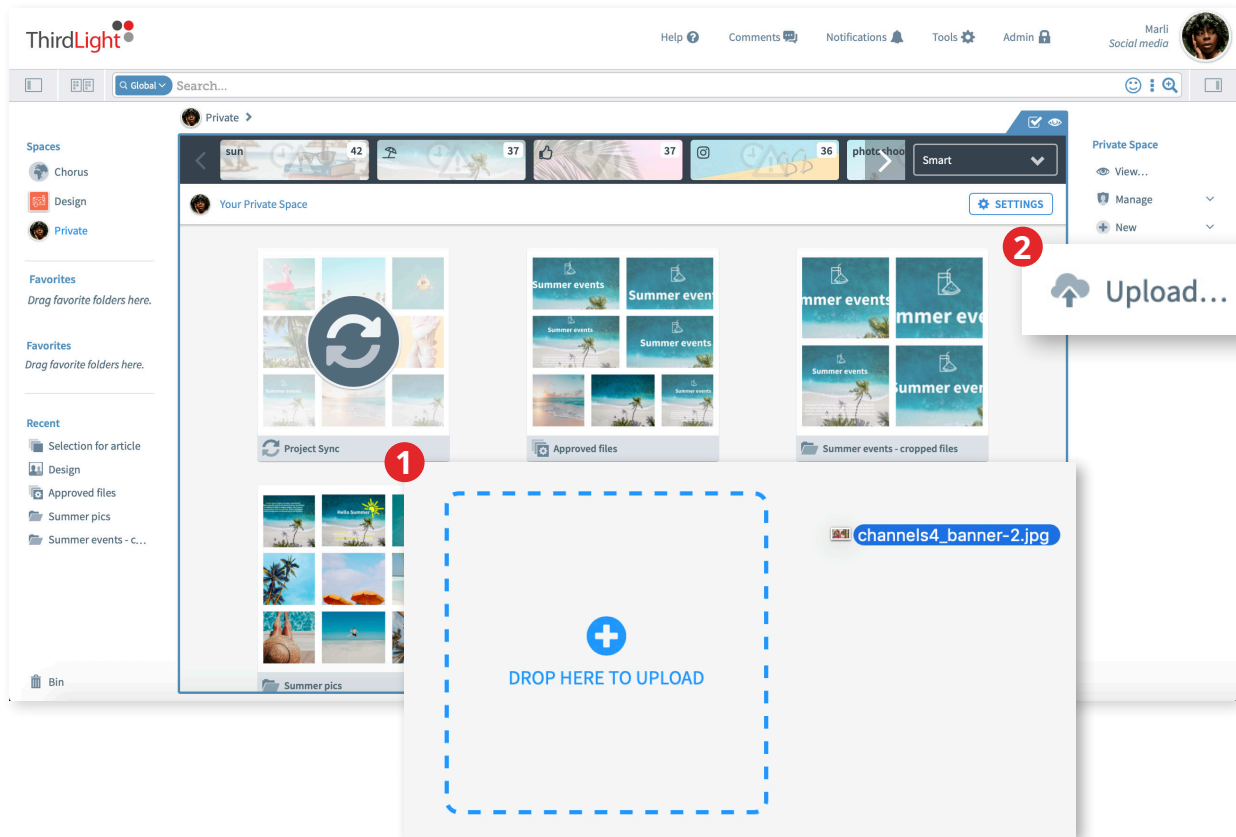 ThirdLight
Help
Comments
Notifications
Tools
Admin
Marli
Social media
Global
Search...
Private
Spaces
Chorus
Design
Private
Favorites
Drag favorite folders here.
Favorites
Drag favorite folders here.
Recent
Selection for article
Design
Approved files
Summer pics
Summer events - c...
Bin
sun
42
37
37
36
photoshoo
Smart
Your Private Space
SETTINGS
Private Space
View...
Manage
New
2
Upload...
Summer events
Summer even
Summer events
Summer events
Summer events
mmer events
mmer eve
Summer events
ummer ever
Project Sync
Approved files
Summer events - cropped files
1
Hello Summer
Summer pics
DROP HERE TO UPLOAD
channels4_banner-2.jpg